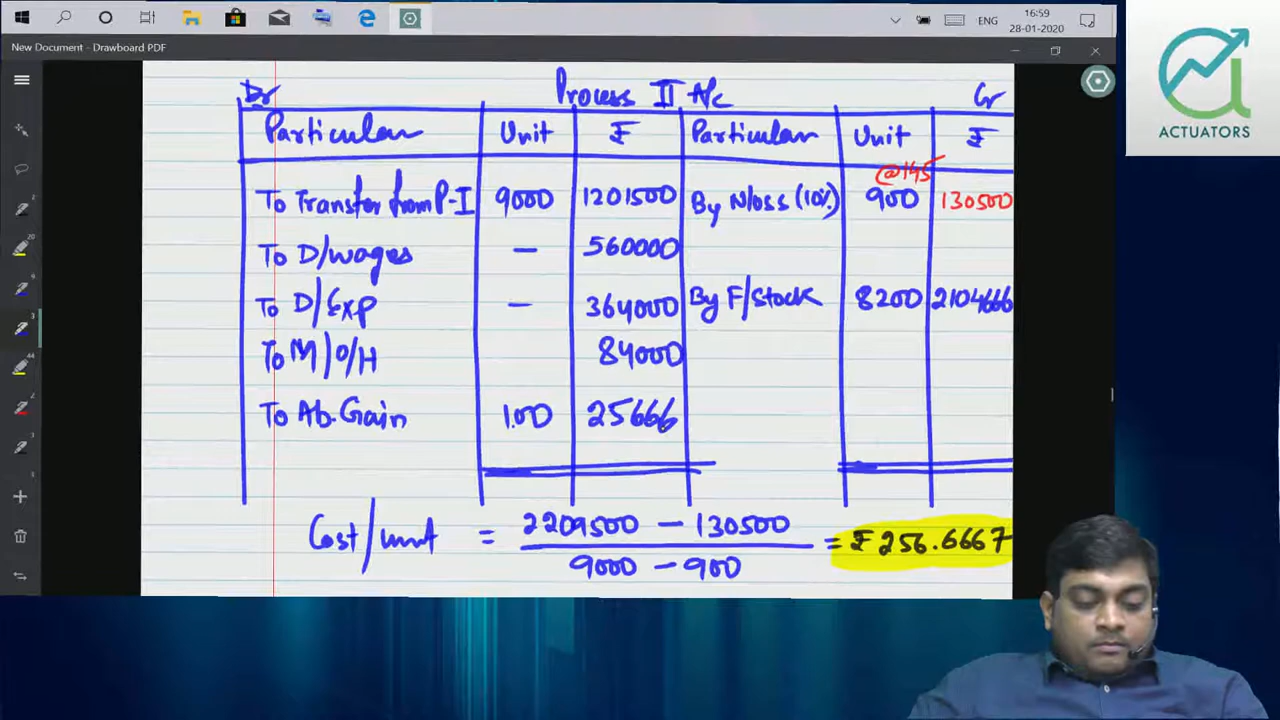 16:59
ENG
28-01-2020
New Document - Drawboard PDF
ACTUATORS
Dr Process II A/c Cr
Particular Unit ₹ Particular Unit ₹
@145
To Transfer from P-I 9000 1201500 By N/loss (10%) 900 130500
To D/wages — 560000
To D/Exp — 364000 By F/Stock 8200 2104666
To M/O/H 84000
To Ab. Gain 100 25666
Cost/unit = 2209500 — 130500 = ₹ 256.6667
9000 — 900